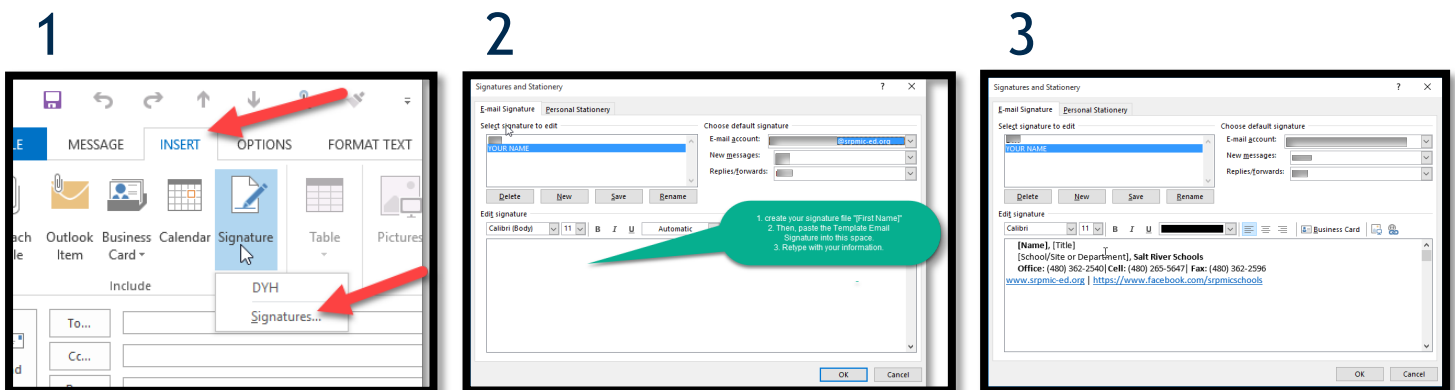 1
2
3
LE MESSAGE INSERT OPTIONS FORMAT TEXT
ach Outlook Business Calendar Signature Table Pictures
le Item Card
Include
DYH
Signatures...
To...
Cc...
d
Signatures and Stationery ? ×
E-mail Signature Personal Stationery
Select signature to edit Choose default signature
YOUR NAME
E-mail account: @srpmic-ed.org
New messages:
Replies/forwards:
Delete New Save Rename
Edit signature
Calibri (Body) 11 B I U Automatic
1. create your signature file "[First Name]"
2. Then, paste the Template Email
Signature into this space.
3. Retype with your information.
OK Cancel
Signatures and Stationery ? ×
E-mail Signature Personal Stationery
Select signature to edit Choose default signature
YOUR NAME
E-mail account:
New messages:
Replies/forwards:
Delete New Save Rename
Edit signature
Calibri 11 B I U Business Card
[Name], [Title]
[School/Site or Department], Salt River Schools
Office: (480) 362-2540| Cell: (480) 265-5647| Fax: (480) 362-2596
www.srpmic-ed.org | https://www.facebook.com/srpmicschools
OK Cancel